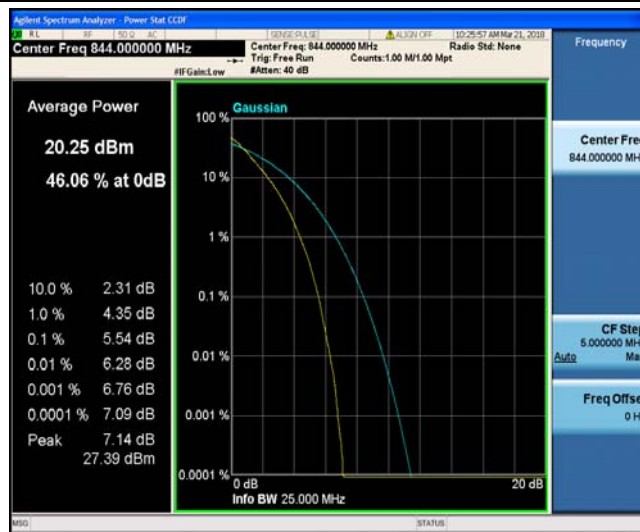 Agilent Spectrum Analyzer - Power Stat CCDF
RL RF 50 Ω AC SENSE:PULSE ALIGN OFF 10:25:57 AM Mar 21, 2018
Center Freq 844.000000 MHz
Center Freq: 844.000000 MHz Radio Std: None
Trig: Free Run Counts:1.00 M/1.00 Mpt
#IFGain:Low #Atten: 40 dB
Frequency
Average Power
20.25 dBm
46.06 % at 0dB
10.0 % 2.31 dB
1.0 % 4.35 dB
0.1 % 5.54 dB
0.01 % 6.28 dB
0.001 % 6.76 dB
0.0001 % 7.09 dB
Peak 7.14 dB
27.39 dBm
Gaussian
100 %
10 %
1 %
0.1 %
0.01 %
0.001 %
0.0001 %
0 dB 20 dB
Info BW 25.000 MHz
Center Fre
844.000000 MH
CF Ste
5.000000 MH
Auto Ma
Freq Offse
0 H
MSG STATUS